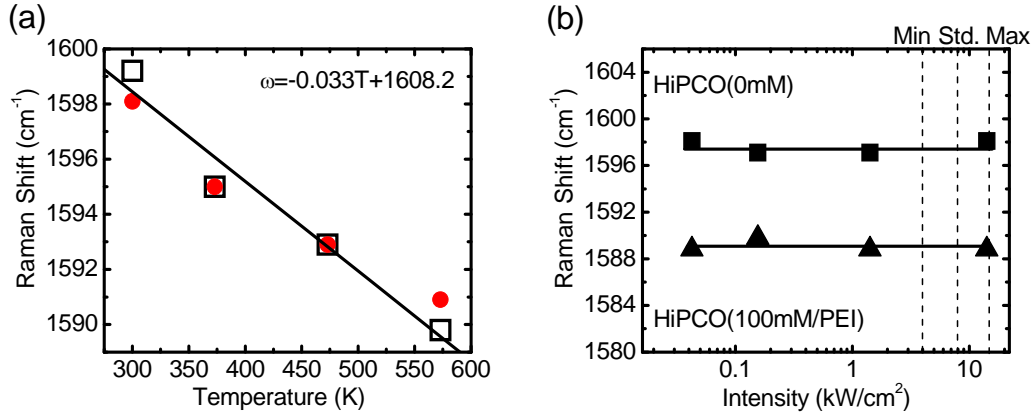 (a)
Raman Shift (cm⁻¹)
1600
1598
1596
1594
1592
1590
ω=-0.033T+1608.2
300 350 400 450 500 550 600
Temperature (K)
(b)
Min Std. Max
Raman Shift (cm⁻¹)
1604
1600
1596
1592
1588
1584
1580
HiPCO(0mM)
HiPCO(100mM/PEI)
0.1 1 10
Intensity (kW/cm²)